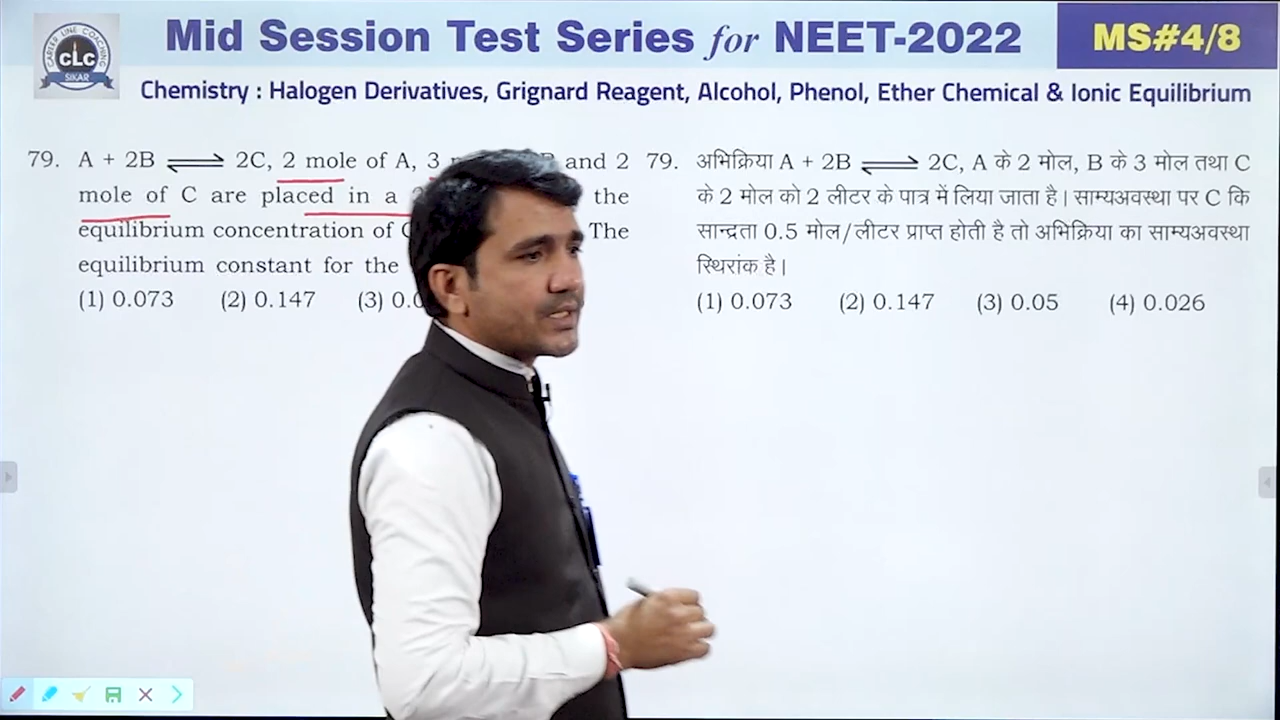 Mid Session Test Series for NEET-2022
MS#4/8
CAREER LINE COACHING
CLC
SIKAR
Chemistry : Halogen Derivatives, Grignard Reagent, Alcohol, Phenol, Ether Chemical & Ionic Equilibrium
79. A + 2B ⇌ 2C, 2 mole of A, 3 and 2
mole of C are placed in a the
equilibrium concentration of The
equilibrium constant for the
(1) 0.073 (2) 0.147 (3)
79. अभिक्रिया A + 2B ⇌ 2C, A के 2 मोल, B के 3 मोल तथा C
के 2 मोल को 2 लीटर के पात्र में लिया जाता है। साम्यअवस्था पर C कि
सान्द्रता 0.5 मोल/लीटर प्राप्त होती है तो अभिक्रिया का साम्यअवस्था
स्थिरांक है।
(1) 0.073 (2) 0.147 (3) 0.05 (4) 0.026